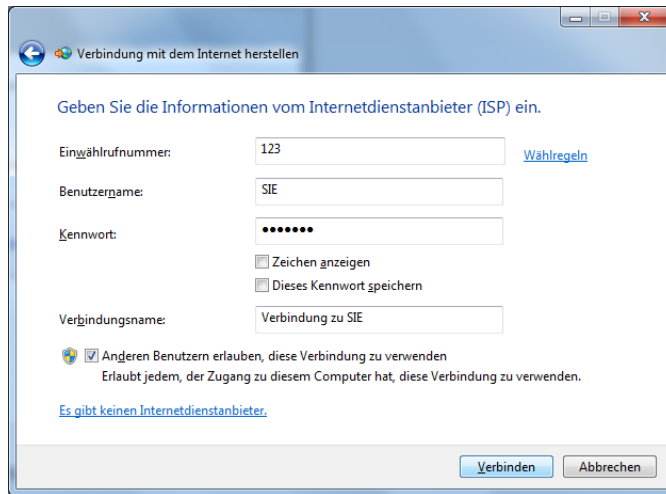 Verbindung mit dem Internet herstellen
Geben Sie die Informationen vom Internetdienstanbieter (ISP) ein.
Einwählrufnummer: 123 Wählregeln
Benutzername: SIE
Kennwort: •••••••
Zeichen anzeigen
Dieses Kennwort speichern
Verbindungsname: Verbindung zu SIE
Anderen Benutzern erlauben, diese Verbindung zu verwenden
Erlaubt jedem, der Zugang zu diesem Computer hat, diese Verbindung zu verwenden.
Es gibt keinen Internetdienstanbieter.
Verbinden Abbrechen